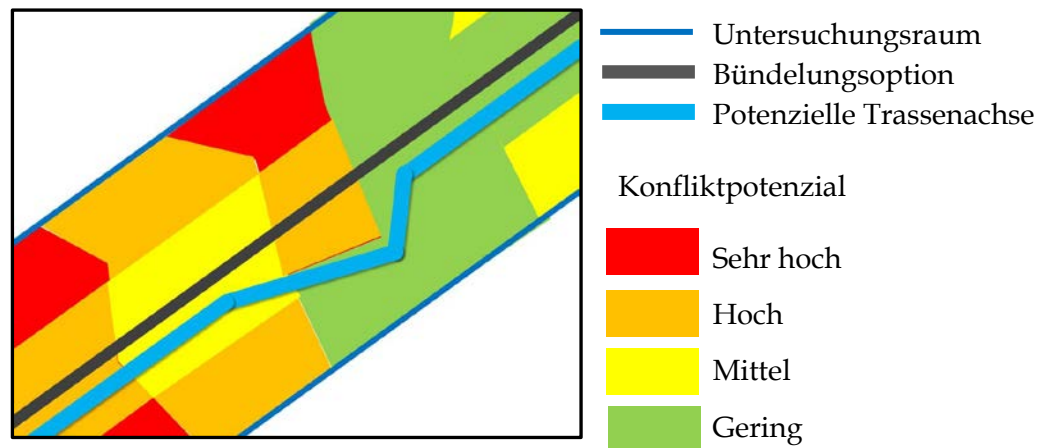 Untersuchungsraum
Bündelungsoption
Potenzielle Trassenachse
Konfliktpotenzial
Sehr hoch
Hoch
Mittel
Gering